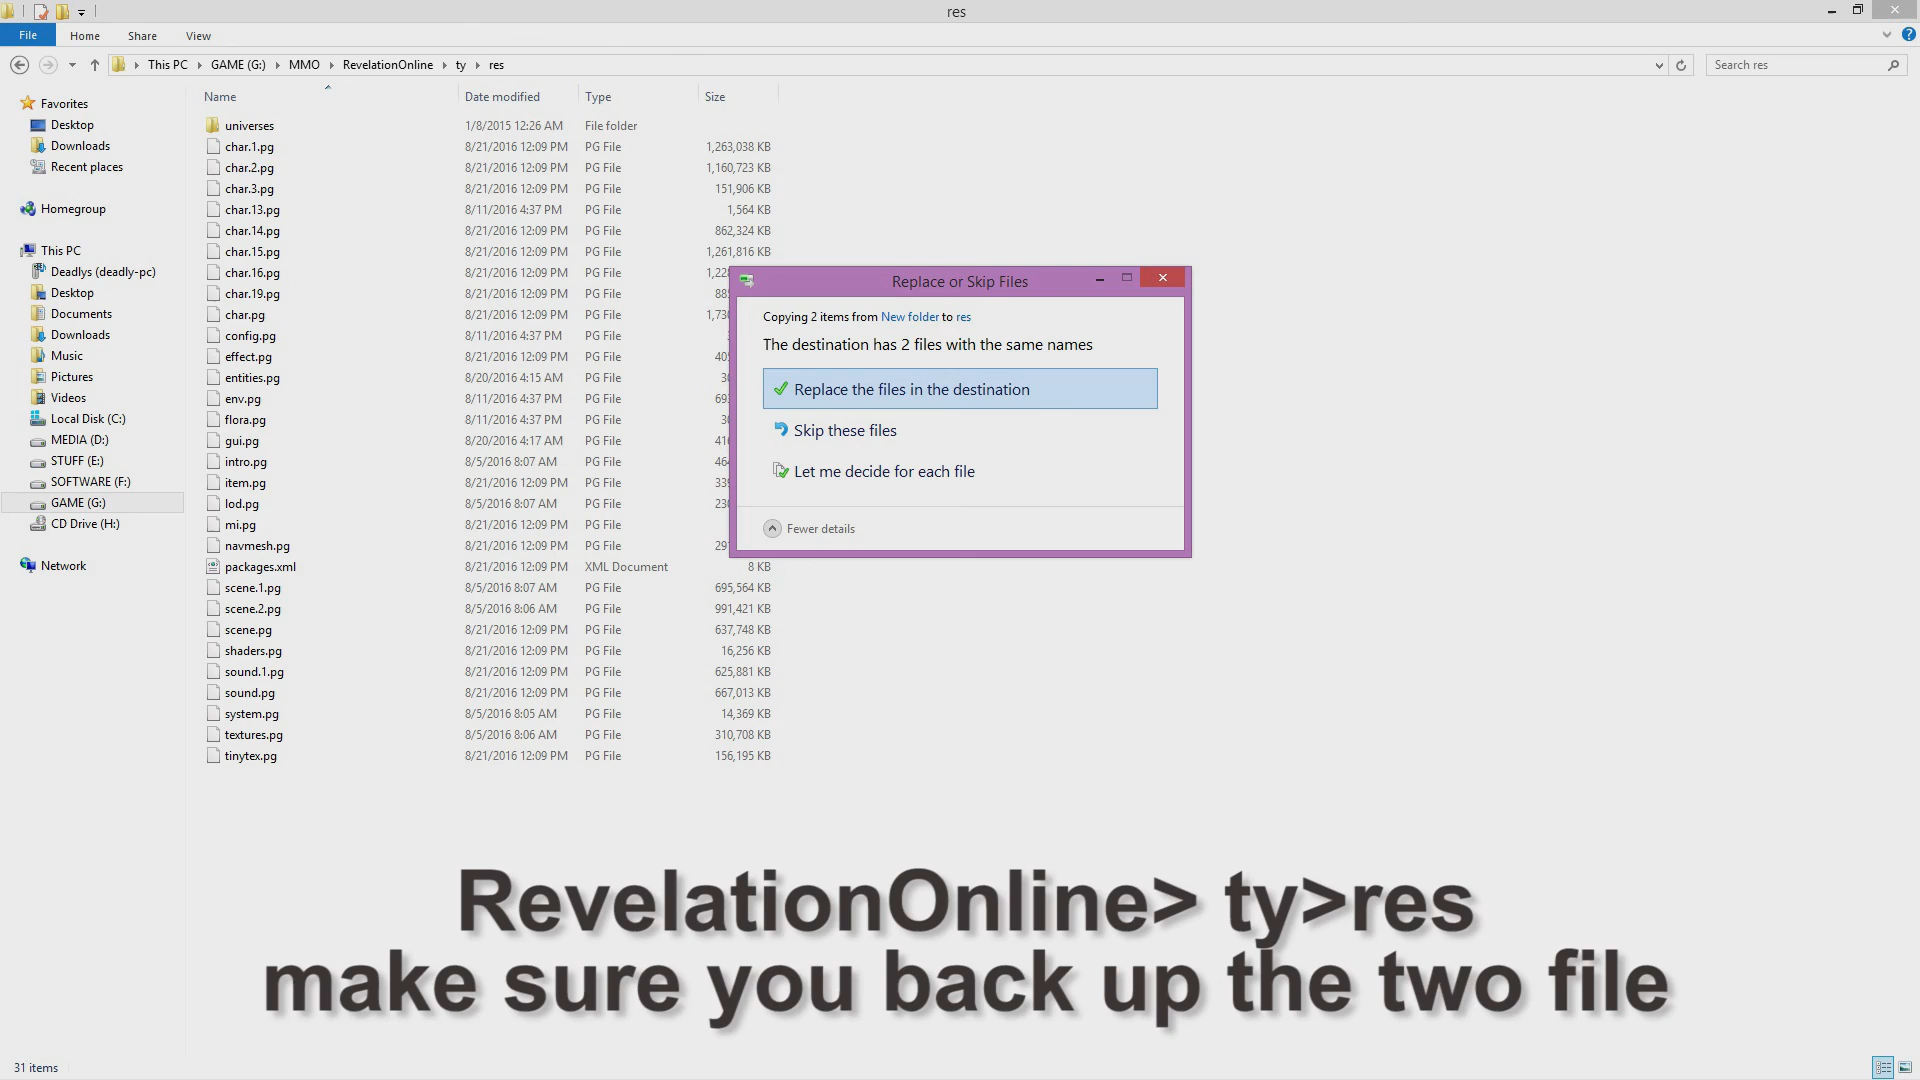 res
File Home Share View
This PC GAME (G:) MMO RevelationOnline ty res
Search res
Favorites
Desktop
Downloads
Recent places
Homegroup
This PC
Deadlys (deadly-pc)
Desktop
Documents
Downloads
Music
Pictures
Videos
Local Disk (C:)
MEDIA (D:)
STUFF (E:)
SOFTWARE (F:)
GAME (G:)
CD Drive (H:)
Network
Name Date modified Type Size
universes 1/8/2015 12:26 AM File folder
char.1.pg 8/21/2016 12:09 PM PG File 1,263,038 KB
char.2.pg 8/21/2016 12:09 PM PG File 1,160,723 KB
char.3.pg 8/21/2016 12:09 PM PG File 151,906 KB
char.13.pg 8/11/2016 4:37 PM PG File 1,564 KB
char.14.pg 8/21/2016 12:09 PM PG File 862,324 KB
char.15.pg 8/21/2016 12:09 PM PG File 1,261,816 KB
char.16.pg 8/21/2016 12:09 PM PG File
char.19.pg 8/21/2016 12:09 PM PG File
char.pg 8/21/2016 12:09 PM PG File
config.pg 8/11/2016 4:37 PM PG File
effect.pg 8/21/2016 12:09 PM PG File
entities.pg 8/20/2016 4:15 AM PG File
env.pg 8/11/2016 4:37 PM PG File
flora.pg 8/11/2016 4:37 PM PG File
gui.pg 8/20/2016 4:17 AM PG File
intro.pg 8/5/2016 8:07 AM PG File
item.pg 8/21/2016 12:09 PM PG File
lod.pg 8/5/2016 8:07 AM PG File
mi.pg 8/21/2016 12:09 PM PG File
navmesh.pg 8/21/2016 12:09 PM PG File
packages.xml 8/21/2016 12:09 PM XML Document 8 KB
scene.1.pg 8/5/2016 8:07 AM PG File 695,564 KB
scene.2.pg 8/5/2016 8:06 AM PG File 991,421 KB
scene.pg 8/21/2016 12:09 PM PG File 637,748 KB
shaders.pg 8/21/2016 12:09 PM PG File 16,256 KB
sound.1.pg 8/21/2016 12:09 PM PG File 625,881 KB
sound.pg 8/21/2016 12:09 PM PG File 667,013 KB
system.pg 8/5/2016 8:05 AM PG File 14,369 KB
textures.pg 8/5/2016 8:06 AM PG File 310,708 KB
tinytex.pg 8/21/2016 12:09 PM PG File 156,195 KB
Replace or Skip Files
Copying 2 items from New folder to res
The destination has 2 files with the same names
Replace the files in the destination
Skip these files
Let me decide for each file
Fewer details
RevelationOnline> ty>res
make sure you back up the two file
31 items